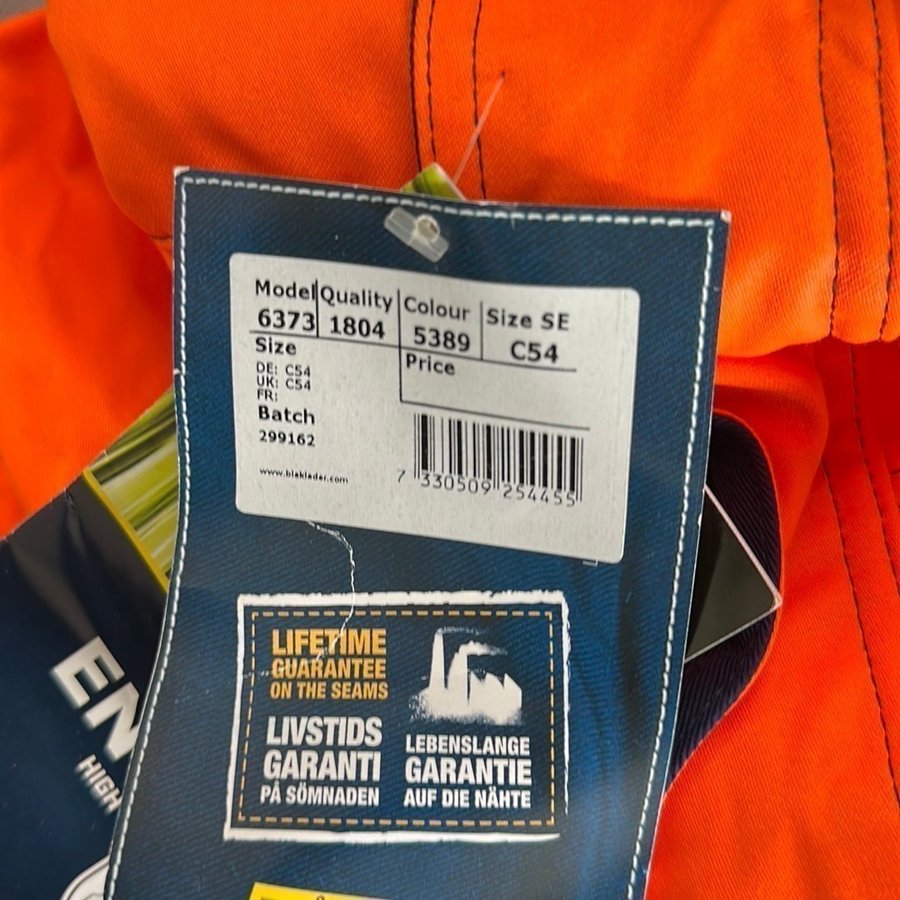 Model Quality Colour Size SE
6373 1804 5389 C54
Size Price
DE: C54
UK: C54
FR:
Batch
299162
www.blaklader.com
7 330509 254455
LIFETIME
GUARANTEE
ON THE SEAMS
LIVSTIDS
GARANTI
PÅ SÖMNADEN
LEBENSLANGE
GARANTIE
AUF DIE NÄHTE
EN
HIGH